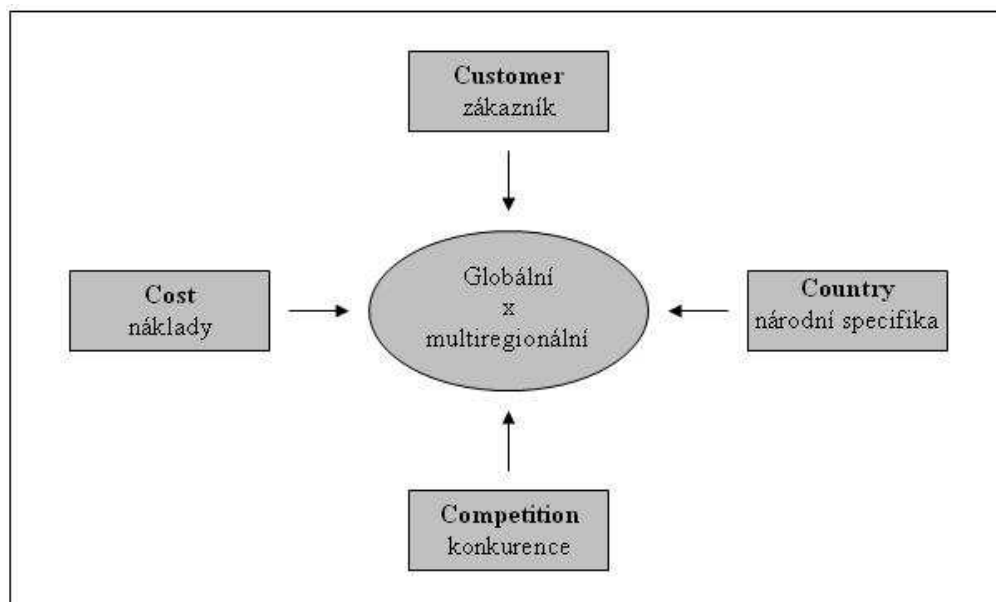 Customer
zákazník
Cost
náklady
Globální
x
multiregionální
Country
národní specifika
Competition
konkurence